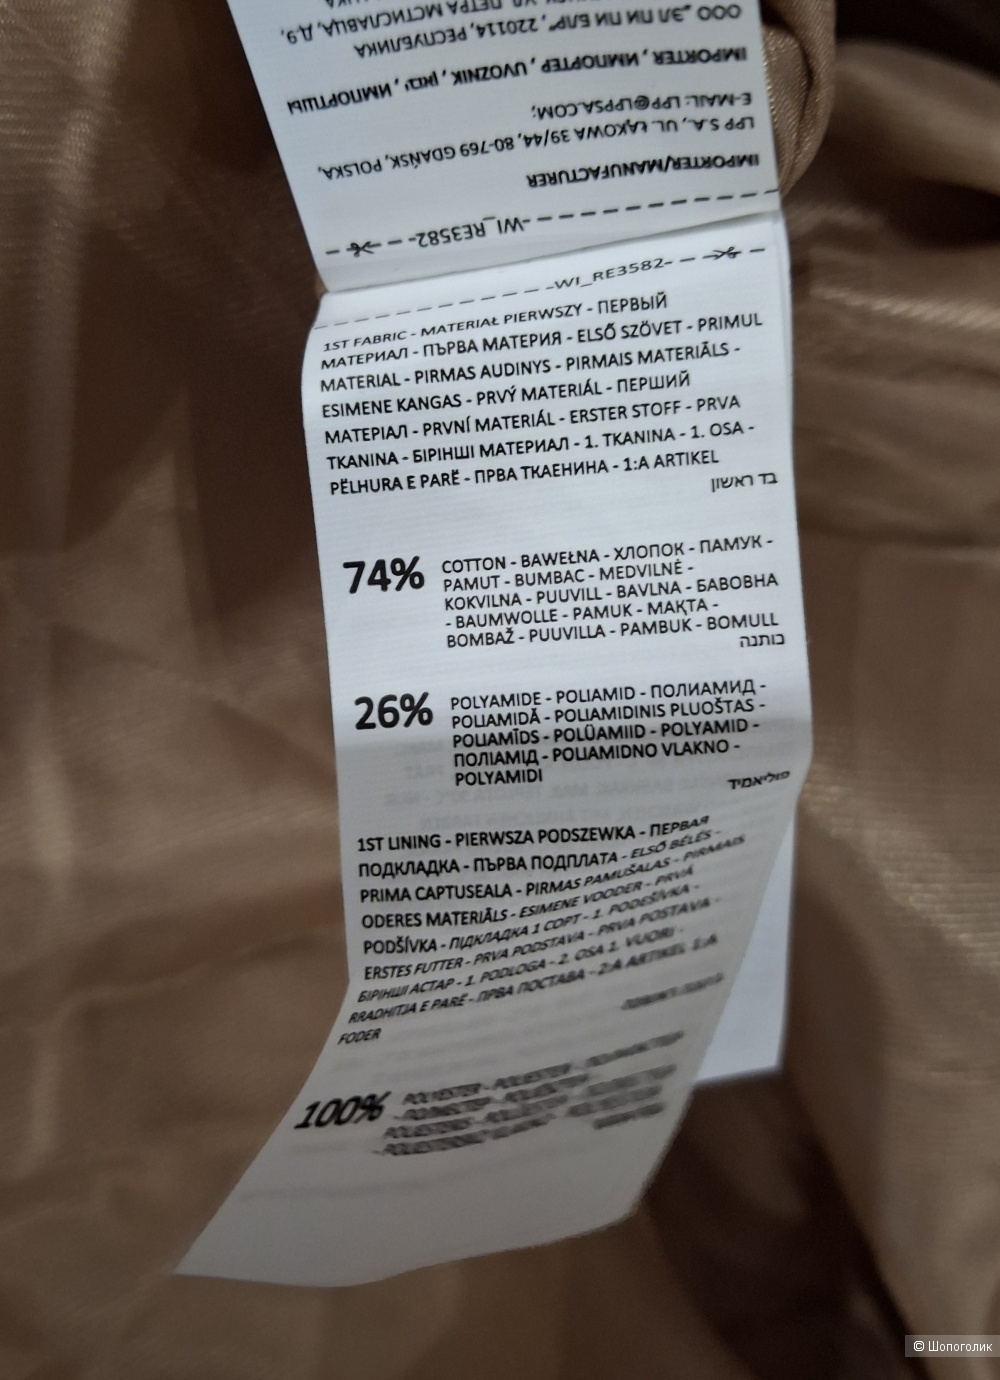 ООО „ЭЛ ПИ ПИ БЛР”, 220114, РЕСПУБЛИКА
IMPORTER , ИМПОРТЕР , UVOZNIK , יבואן , ИМПОРТШЫ
E-MAIL: LPP@LPPSA.COM;
LPP S.A., UL. ŁĄKOWA 39/44, 80-769 GDAŃSK, POLSKA,
IMPORTER/MANUFACTURER
WI_RE3582
WI_RE3582
1ST FABRIC - MATERIAŁ PIERWSZY - ПЕРВЫЙ
МАТЕРИАЛ - ПЪРВА МАТЕРИЯ - ELSŐ SZÖVET - PRIMUL
MATERIAL - PIRMAS AUDINYS - PIRMAIS MATERIĀLS -
ESIMENE KANGAS - PRVÝ MATERIÁL - ПЕРШИЙ
МАТЕРІАЛ - PRVNÍ MATERIÁL - ERSTER STOFF - PRVA
TKANINA - БІРІНШІ МАТЕРИАЛ - 1. TKANINA - 1. OSA -
PËLHURA E PARË - ПРВА ТКАЕНИНА - 1:A ARTIKEL
בד ראשון
74% COTTON - BAWEŁNA - ХЛОПОК - ПАМУК -
PAMUT - BUMBAC - MEDVILNĖ -
KOKVILNA - PUUVILL - BAVLNA - БАВОВНА
- BAUMWOLLE - PAMUK - МАҚТА -
BOMBAŽ - PUUVILLA - PAMBUK - BOMULL
כותנה
26% POLYAMIDE - POLIAMID - ПОЛИАМИД -
POLIAMIDĂ - POLIAMIDINIS PLUOŠTAS -
POLIAMĪDS - POLÜAMIID - POLYAMID -
ПОЛІАМІД - POLIAMIDNO VLAKNO -
POLYAMIDI
פוליאמיד
1ST LINING - PIERWSZA PODSZEWKA - ПЕРВАЯ
ПОДКЛАДКА - ПЪРВА ПОДПЛАТА - ELSŐ BÉLÉS -
PRIMA CAPTUSEALA - PIRMAS PAMUŠALAS - PIRMAIS
ODERES MATERIĀLS - ESIMENE VOODER - PRVÁ
PODŠÍVKA - ПІДКЛАДКА 1 СОРТ - 1. PODEŠÍVKA -
ERSTES FUTTER - PRVA PODSTAVA - PRVA POSTAVA -
БІРІНШІ АСТАР - 1. PODLOGA - 2. OSA 1. VUORI -
RRADHITJA E PARË - ПРВА ПОСТАВА - 2:A ARTIKEL 1:A
FODER
100% POLYESTER - POLIESTER -
© Шопоголик